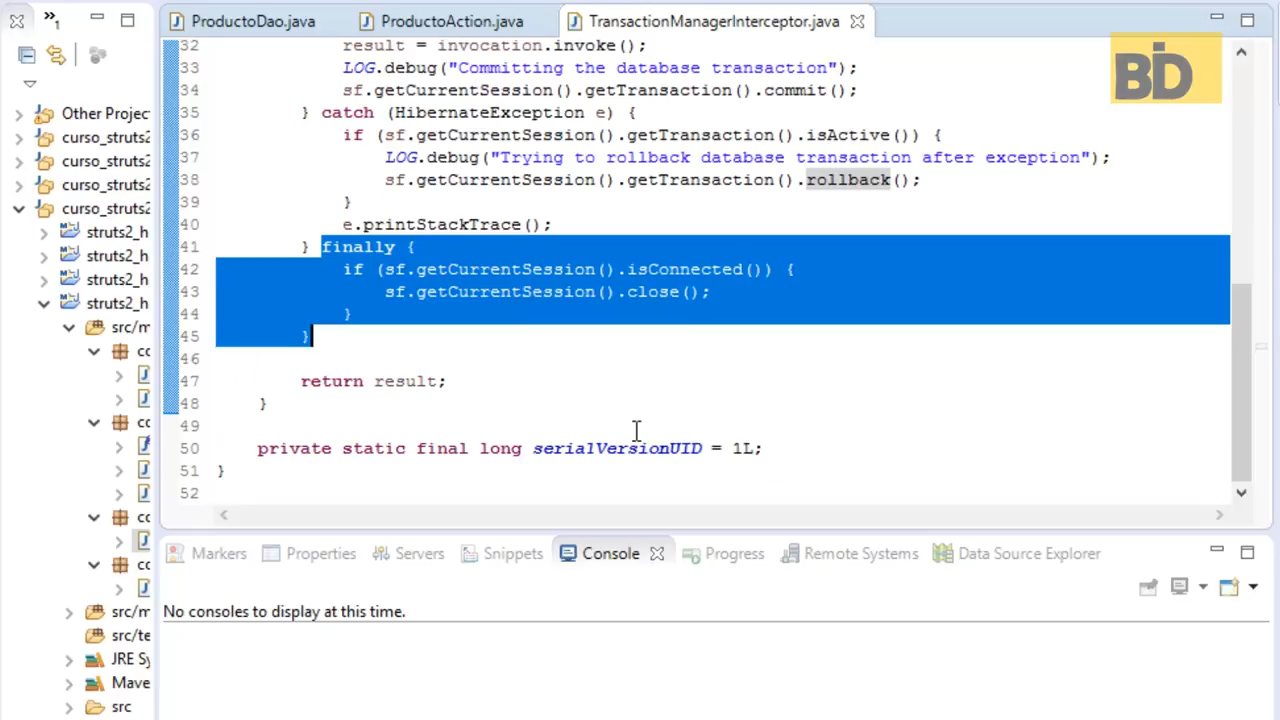 »1
ProductoDao.java
ProductoAction.java
TransactionManagerInterceptor.java
BD
32 result = invocation.invoke();
33 LOG.debug("Committing the database transaction");
34 sf.getCurrentSession().getTransaction().commit();
35 } catch (HibernateException e) {
36 if (sf.getCurrentSession().getTransaction().isActive()) {
37 LOG.debug("Trying to rollback database transaction after exception");
38 sf.getCurrentSession().getTransaction().rollback();
39 }
40 e.printStackTrace();
41 } finally {
42 if (sf.getCurrentSession().isConnected()) {
43 sf.getCurrentSession().close();
44 }
45 }
46
47 return result;
48 }
49
50 private static final long serialVersionUID = 1L;
51 }
52
Other Projec
curso_struts2
curso_struts2
curso_struts2
curso_struts2
struts2_h
struts2_h
struts2_h
struts2_h
src/m
co
co
co
co
src/m
src/te
JRE Sy
Mave
src
Markers
Properties
Servers
Snippets
Console
Progress
Remote Systems
Data Source Explorer
No consoles to display at this time.